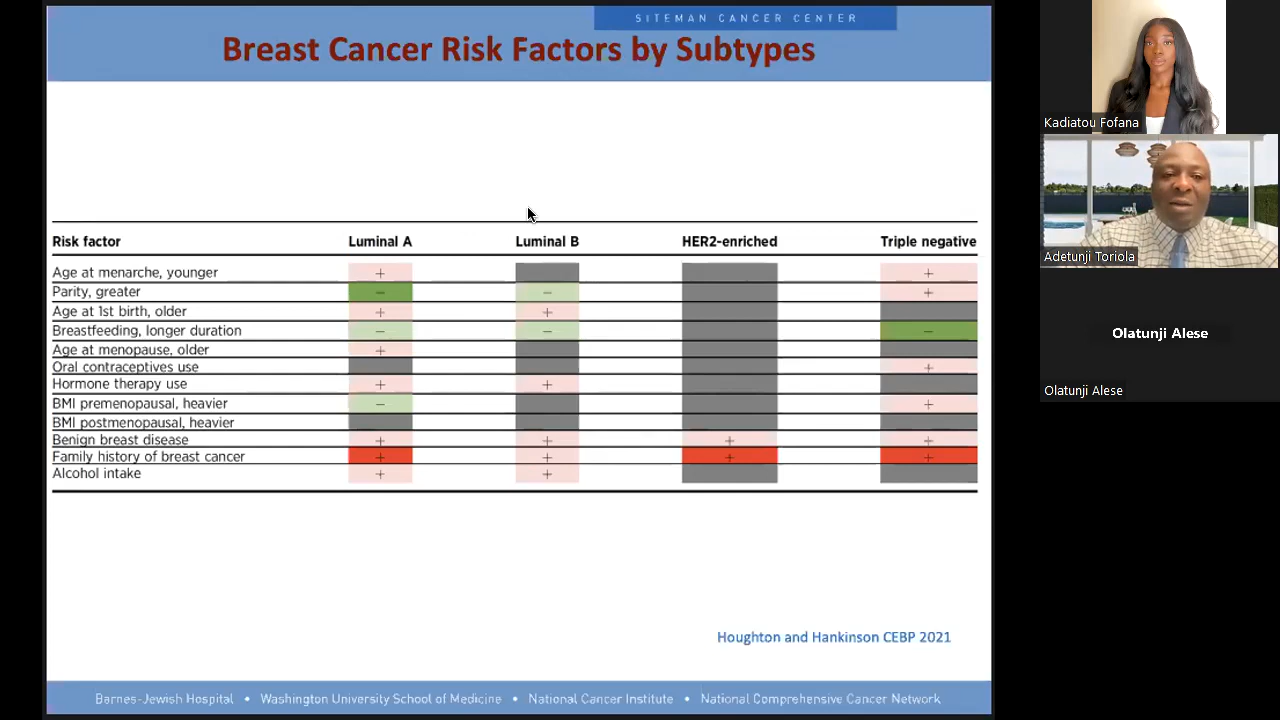 SITEMAN CANCER CENTER
Breast Cancer Risk Factors by Subtypes
Risk factor Luminal A Luminal B HER2-enriched Triple negative
Age at menarche, younger + +
Parity, greater − − +
Age at 1st birth, older + +
Breastfeeding, longer duration − − −
Age at menopause, older +
Oral contraceptives use +
Hormone therapy use + +
BMI premenopausal, heavier − +
BMI postmenopausal, heavier
Benign breast disease + + + +
Family history of breast cancer + + + +
Alcohol intake + +
Houghton and Hankinson CEBP 2021
Barnes-Jewish Hospital • Washington University School of Medicine • National Cancer Institute • National Comprehensive Cancer Network
Kadiatou Fofana
Adetunji Toriola
Olatunji Alese
Olatunji Alese